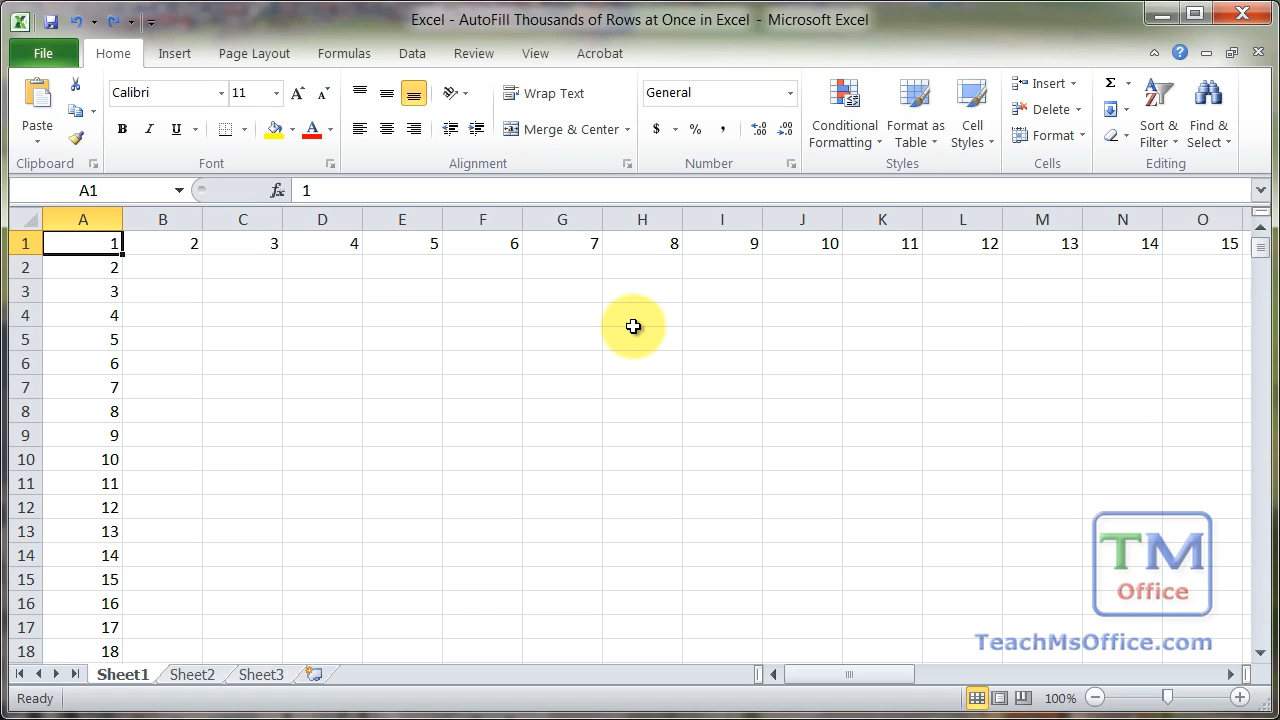 Excel - AutoFill Thousands of Rows at Once in Excel - Microsoft Excel
File Home Insert Page Layout Formulas Data Review View Acrobat
Calibri 11 Wrap Text General Insert Σ
Paste B I U A Merge & Center $ % , Conditional Formatting Format as Table Cell Styles Delete Format Sort & Filter Find & Select
Clipboard Font Alignment Number Styles Cells Editing
A1 fx 1
A B C D E F G H I J K L M N O
1 1 2 3 4 5 6 7 8 9 10 11 12 13 14 15
2 2
3 3
4 4
5 5
6 6
7 7
8 8
9 9
10 10
11 11
12 12
13 13
14 14
15 15
16 16
17 17
18 18
TM
Office
TeachMsOffice.com
Sheet1 Sheet2 Sheet3
Ready 100%